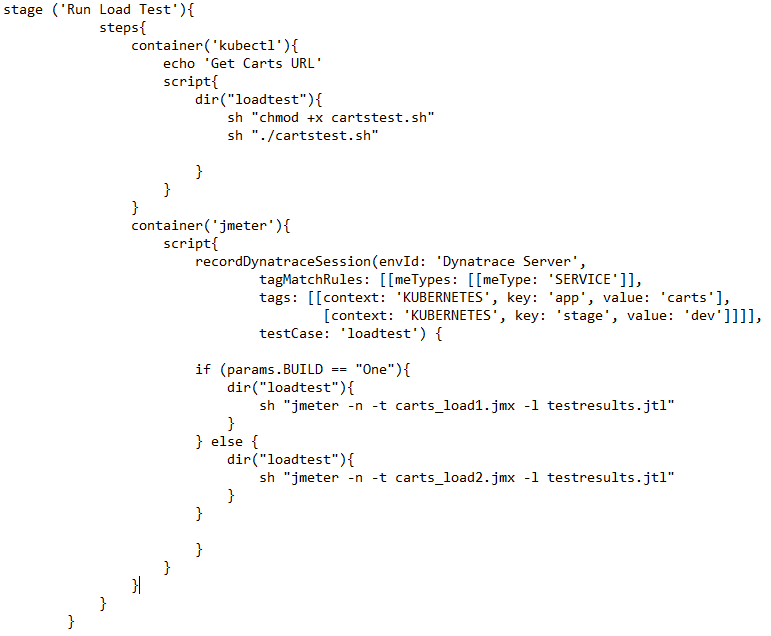 stage ('Run Load Test'){
            steps{
                container('kubectl'){
                    echo 'Get Carts URL'
                    script{
                        dir("loadtest"){
                            sh "chmod +x cartstest.sh"
                            sh "./cartstest.sh"

                        }
                    }
                }
                container('jmeter'){
                    script{
                        recordDynatraceSession(envId: 'Dynatrace Server',
                                tagMatchRules: [[meTypes: [[meType: 'SERVICE']],
                                tags: [[context: 'KUBERNETES', key: 'app', value: 'carts'],
                                        [context: 'KUBERNETES', key: 'stage', value: 'dev']]]],
                                testCase: 'loadtest') {

                        if (params.BUILD == "One"){
                            dir("loadtest"){
                                sh "jmeter -n -t carts_load1.jmx -l testresults.jtl"
                            }
                        } else {
                            dir("loadtest"){
                                sh "jmeter -n -t carts_load2.jmx -l testresults.jtl"
                            }
                        }

                        }
                    }
                }
            }
        }